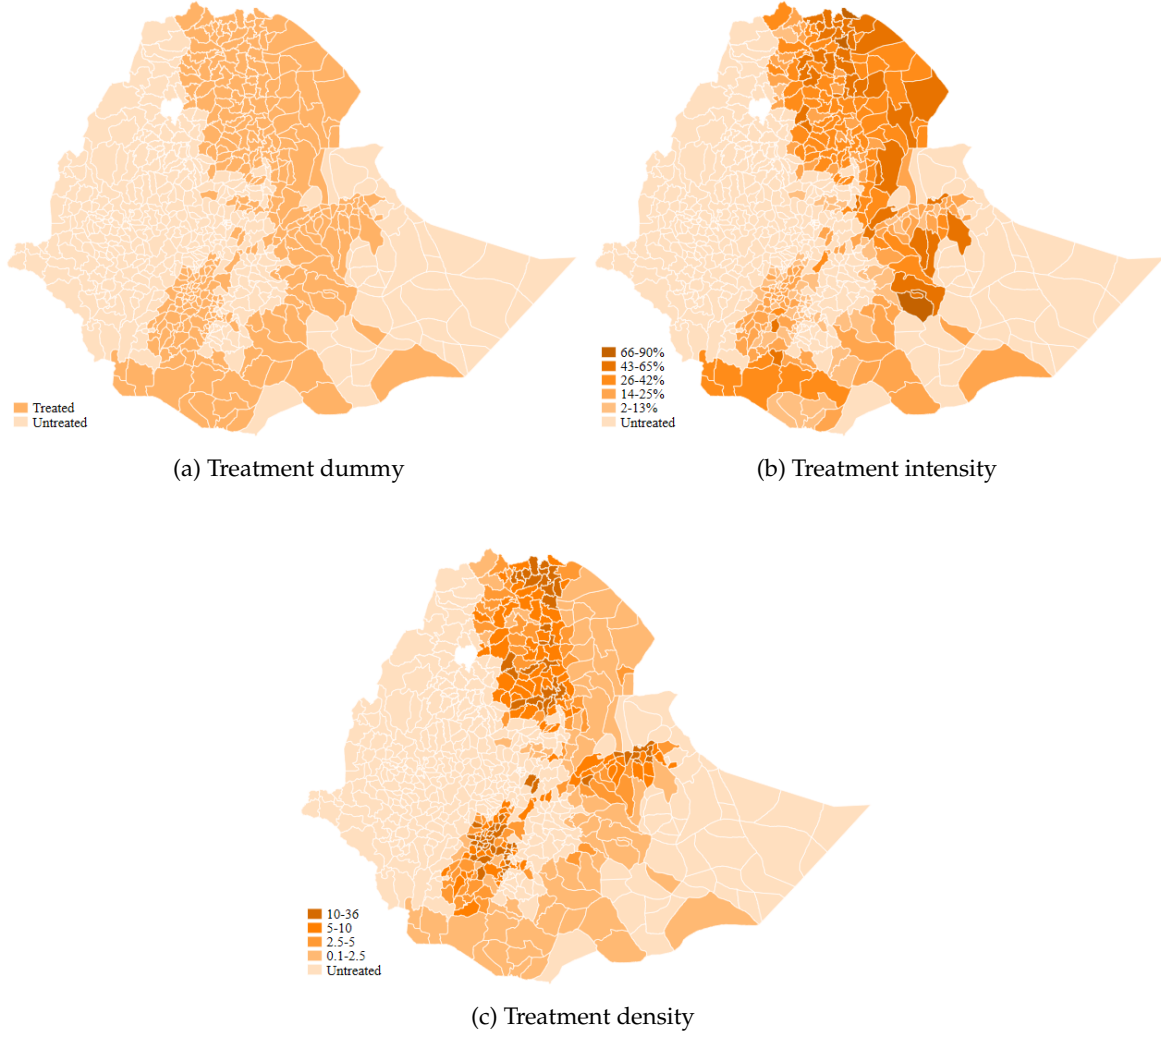 Treated
Untreated
(a) Treatment dummy
66-90%
43-65%
26-42%
14-25%
2-13%
Untreated
(b) Treatment intensity
10-36
5-10
2.5-5
0.1-2.5
Untreated
(c) Treatment density